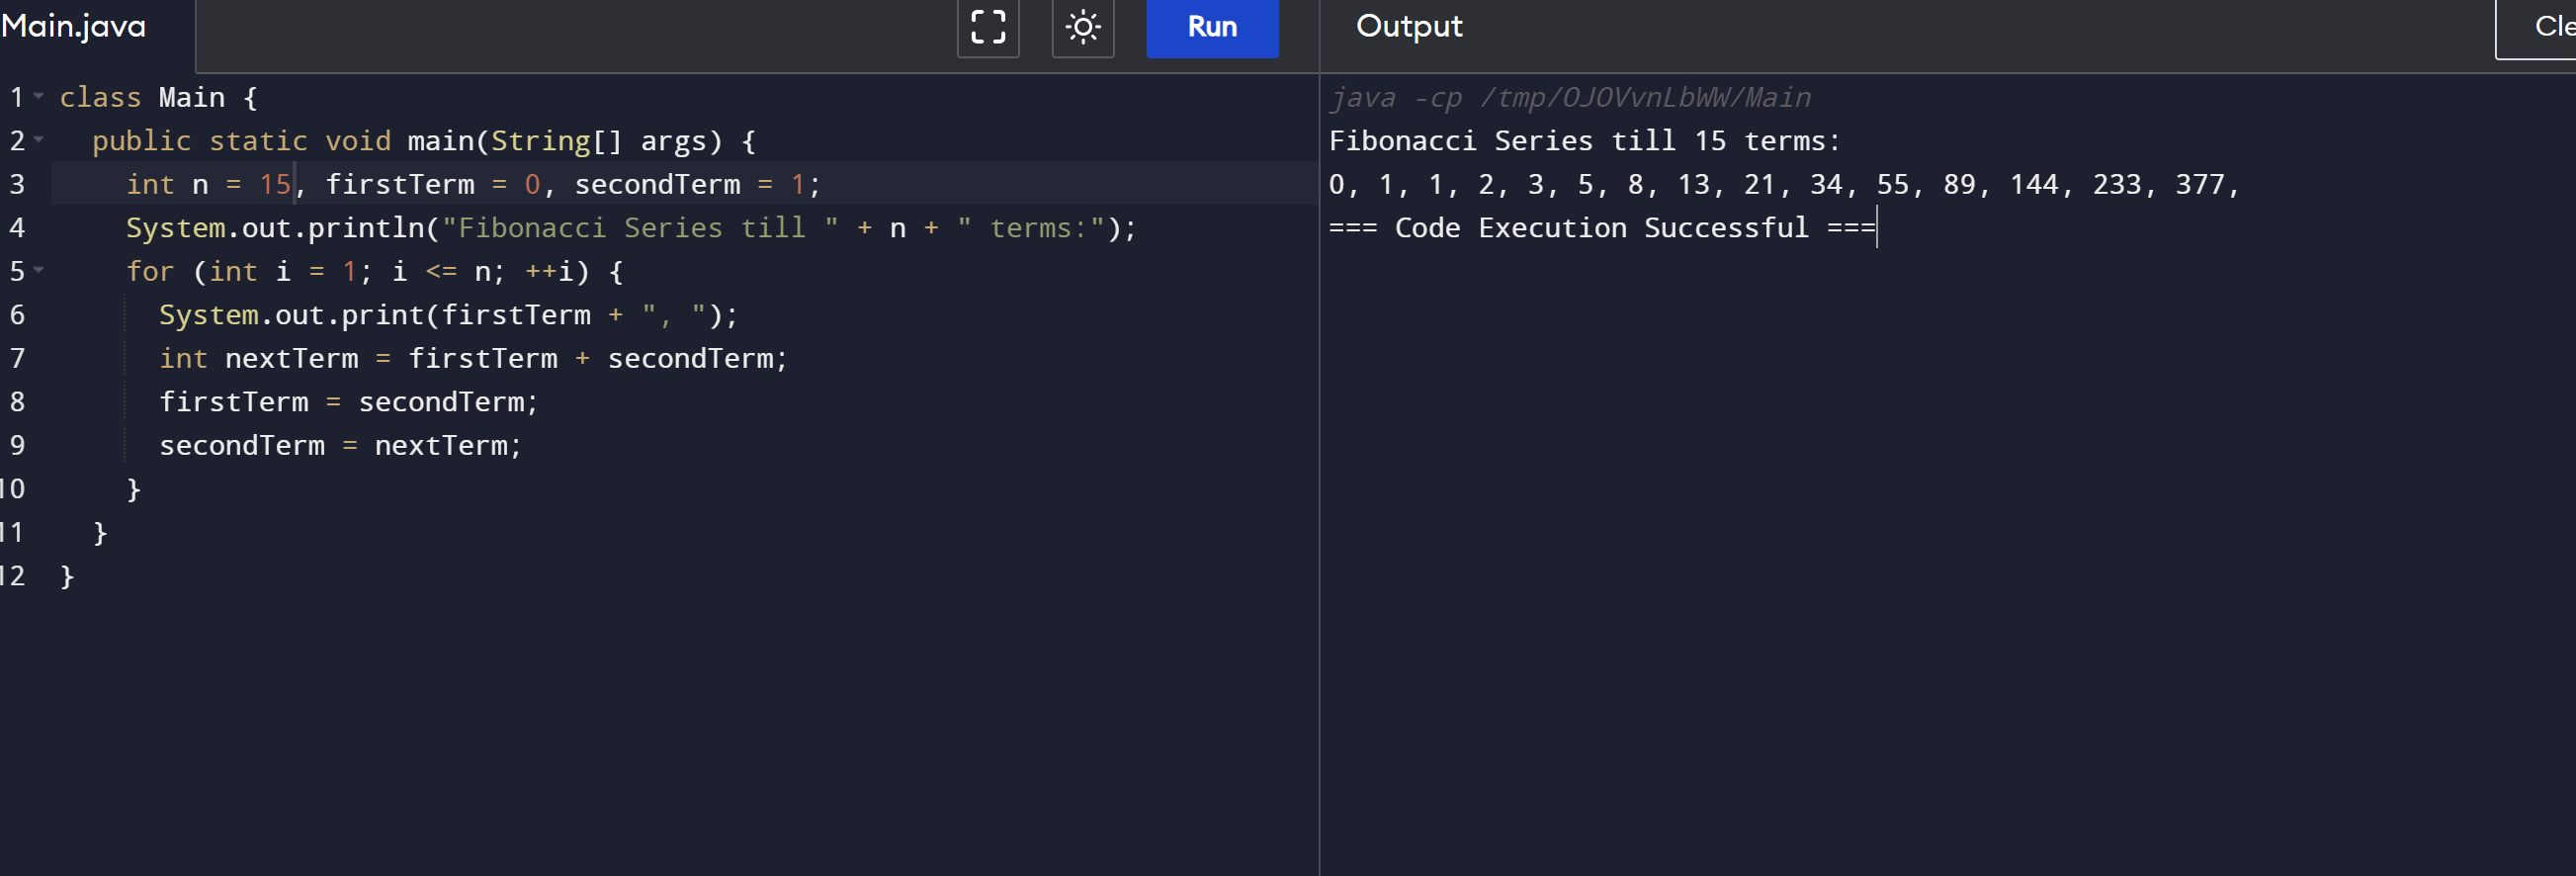 Main.java
Run
Output
1 class Main {
2 public static void main(String[] args) {
3 int n = 15, firstTerm = 0, secondTerm = 1;
4 System.out.println("Fibonacci Series till " + n + " terms:");
5 for (int i = 1; i <= n; ++i) {
6 System.out.print(firstTerm + ", ");
7 int nextTerm = firstTerm + secondTerm;
8 firstTerm = secondTerm;
9 secondTerm = nextTerm;
10 }
11 }
12 }
java -cp /tmp/OJOVvnLbWW/Main
Fibonacci Series till 15 terms:
0, 1, 1, 2, 3, 5, 8, 13, 21, 34, 55, 89, 144, 233, 377,
=== Code Execution Successful ===